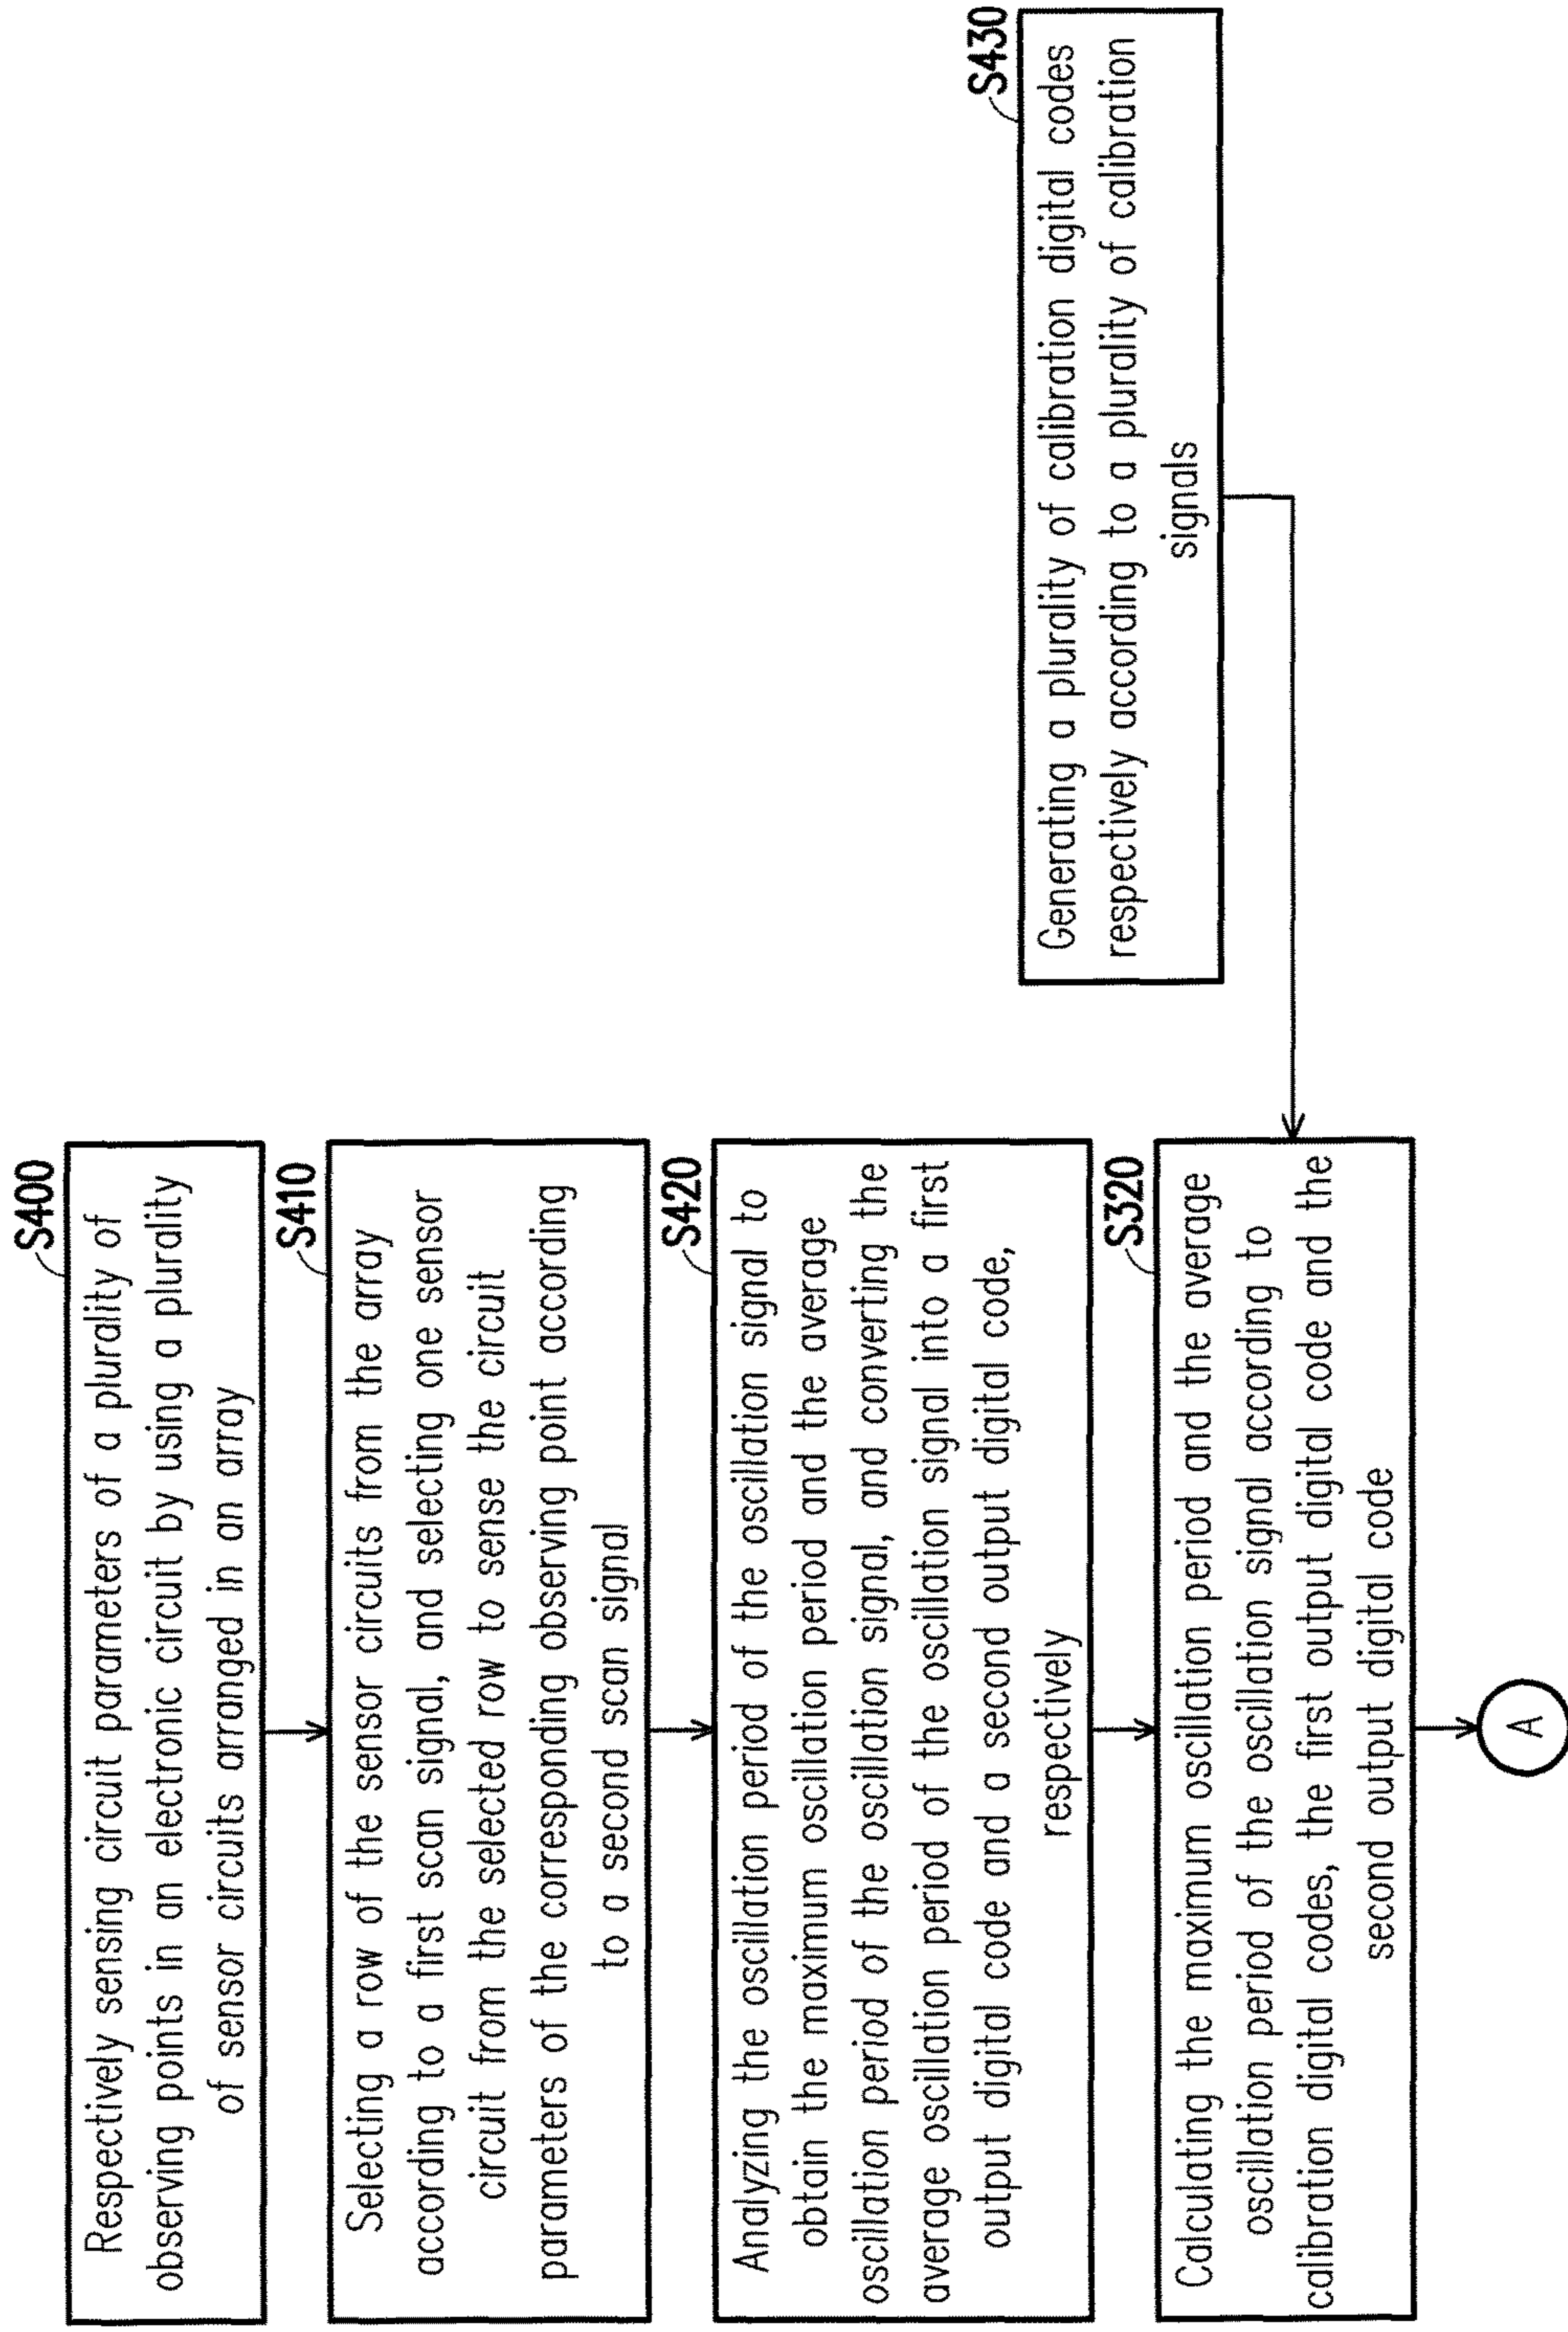 S400
Respectively sensing circuit parameters of a plurality of
observing points in an electronic circuit by using a plurality
of sensor circuits arranged in an array
S410
Selecting a row of the sensor circuits from the array
according to a first scan signal, and selecting one sensor
circuit from the selected row to sense the circuit
parameters of the corresponding observing point according
to a second scan signal
S420
Analyzing the oscillation period of the oscillation signal to
obtain the maximum oscillation period and the average
oscillation period of the oscillation signal, and converting the
average oscillation period of the oscillation signal into a first
output digital code and a second output digital code,
respectively
S430
Generating a plurality of calibration digital codes
respectively according to a plurality of calibration
signals
S320
Calculating the maximum oscillation period and the average
oscillation period of the oscillation signal according to
calibration digital codes, the first output digital code and the
second output digital code
A